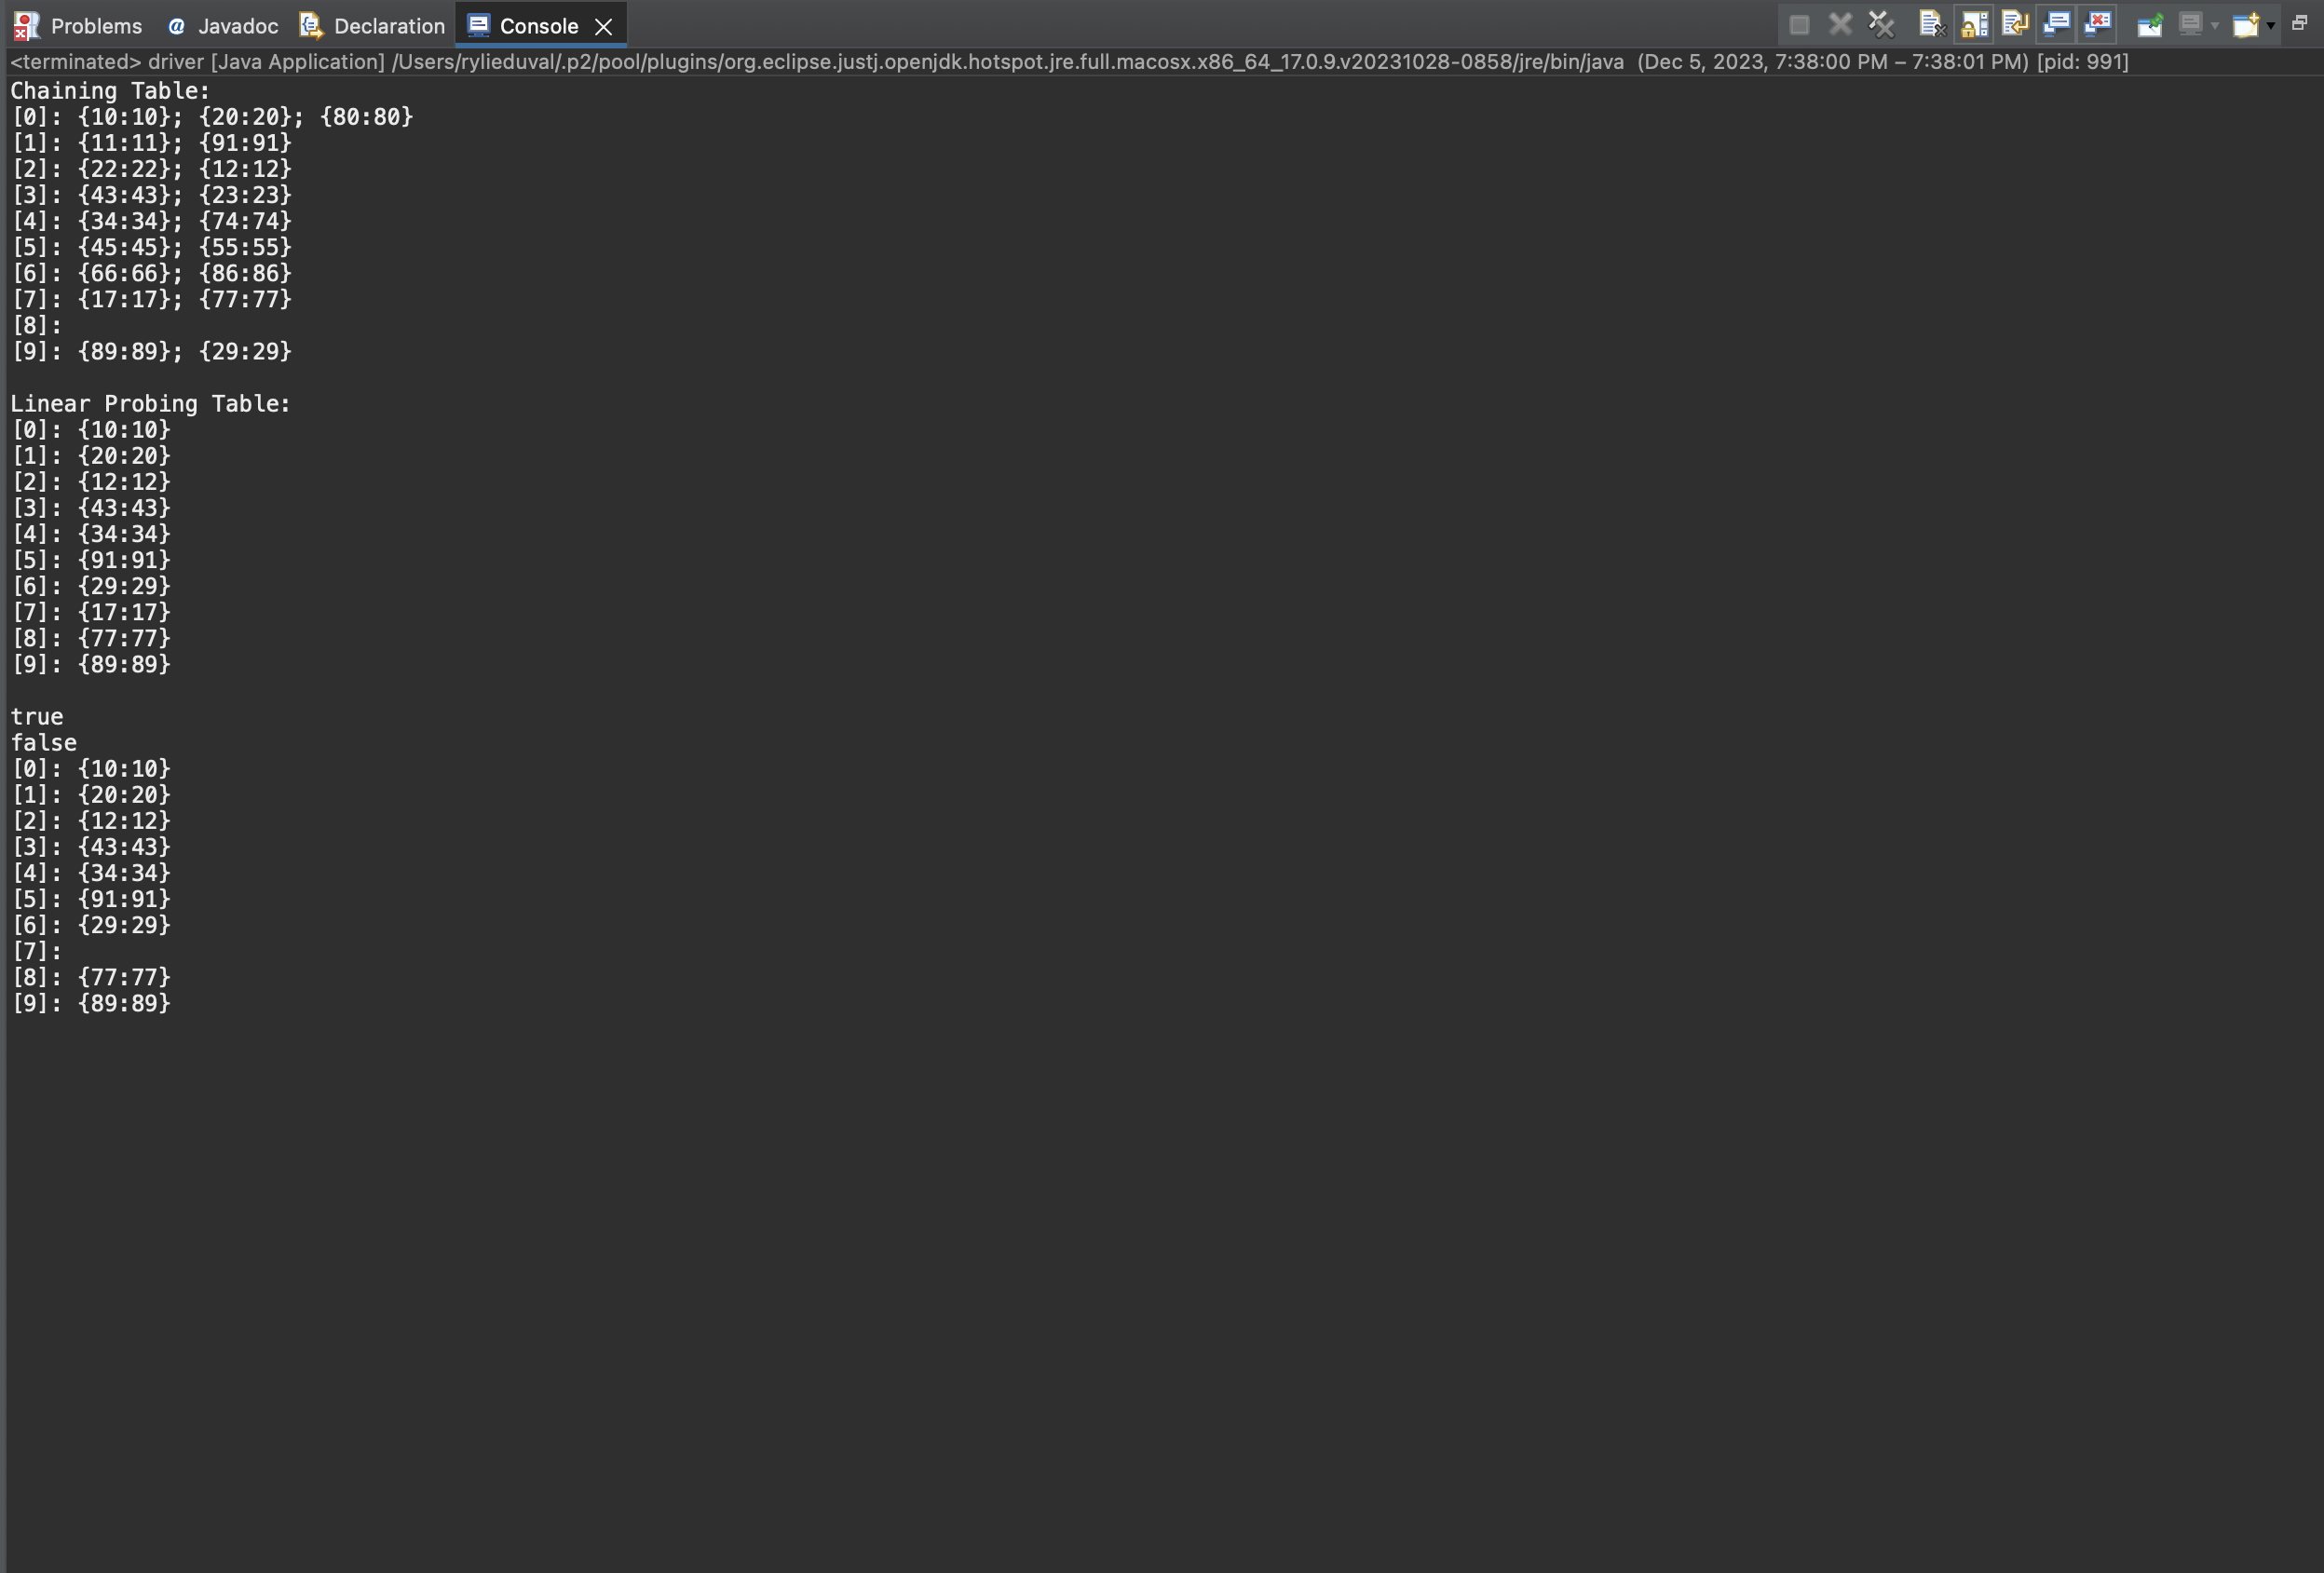 Problems @ Javadoc Declaration Console
<terminated> driver [Java Application] /Users/rylieduval/.p2/pool/plugins/org.eclipse.justj.openjdk.hotspot.jre.full.macosx.x86_64_17.0.9.v20231028-0858/jre/bin/java (Dec 5, 2023, 7:38:00 PM – 7:38:01 PM) [pid: 991]
Chaining Table:
[0]: {10:10}; {20:20}; {80:80}
[1]: {11:11}; {91:91}
[2]: {22:22}; {12:12}
[3]: {43:43}; {23:23}
[4]: {34:34}; {74:74}
[5]: {45:45}; {55:55}
[6]: {66:66}; {86:86}
[7]: {17:17}; {77:77}
[8]:
[9]: {89:89}; {29:29}
Linear Probing Table:
[0]: {10:10}
[1]: {20:20}
[2]: {12:12}
[3]: {43:43}
[4]: {34:34}
[5]: {91:91}
[6]: {29:29}
[7]: {17:17}
[8]: {77:77}
[9]: {89:89}
true
false
[0]: {10:10}
[1]: {20:20}
[2]: {12:12}
[3]: {43:43}
[4]: {34:34}
[5]: {91:91}
[6]: {29:29}
[7]:
[8]: {77:77}
[9]: {89:89}